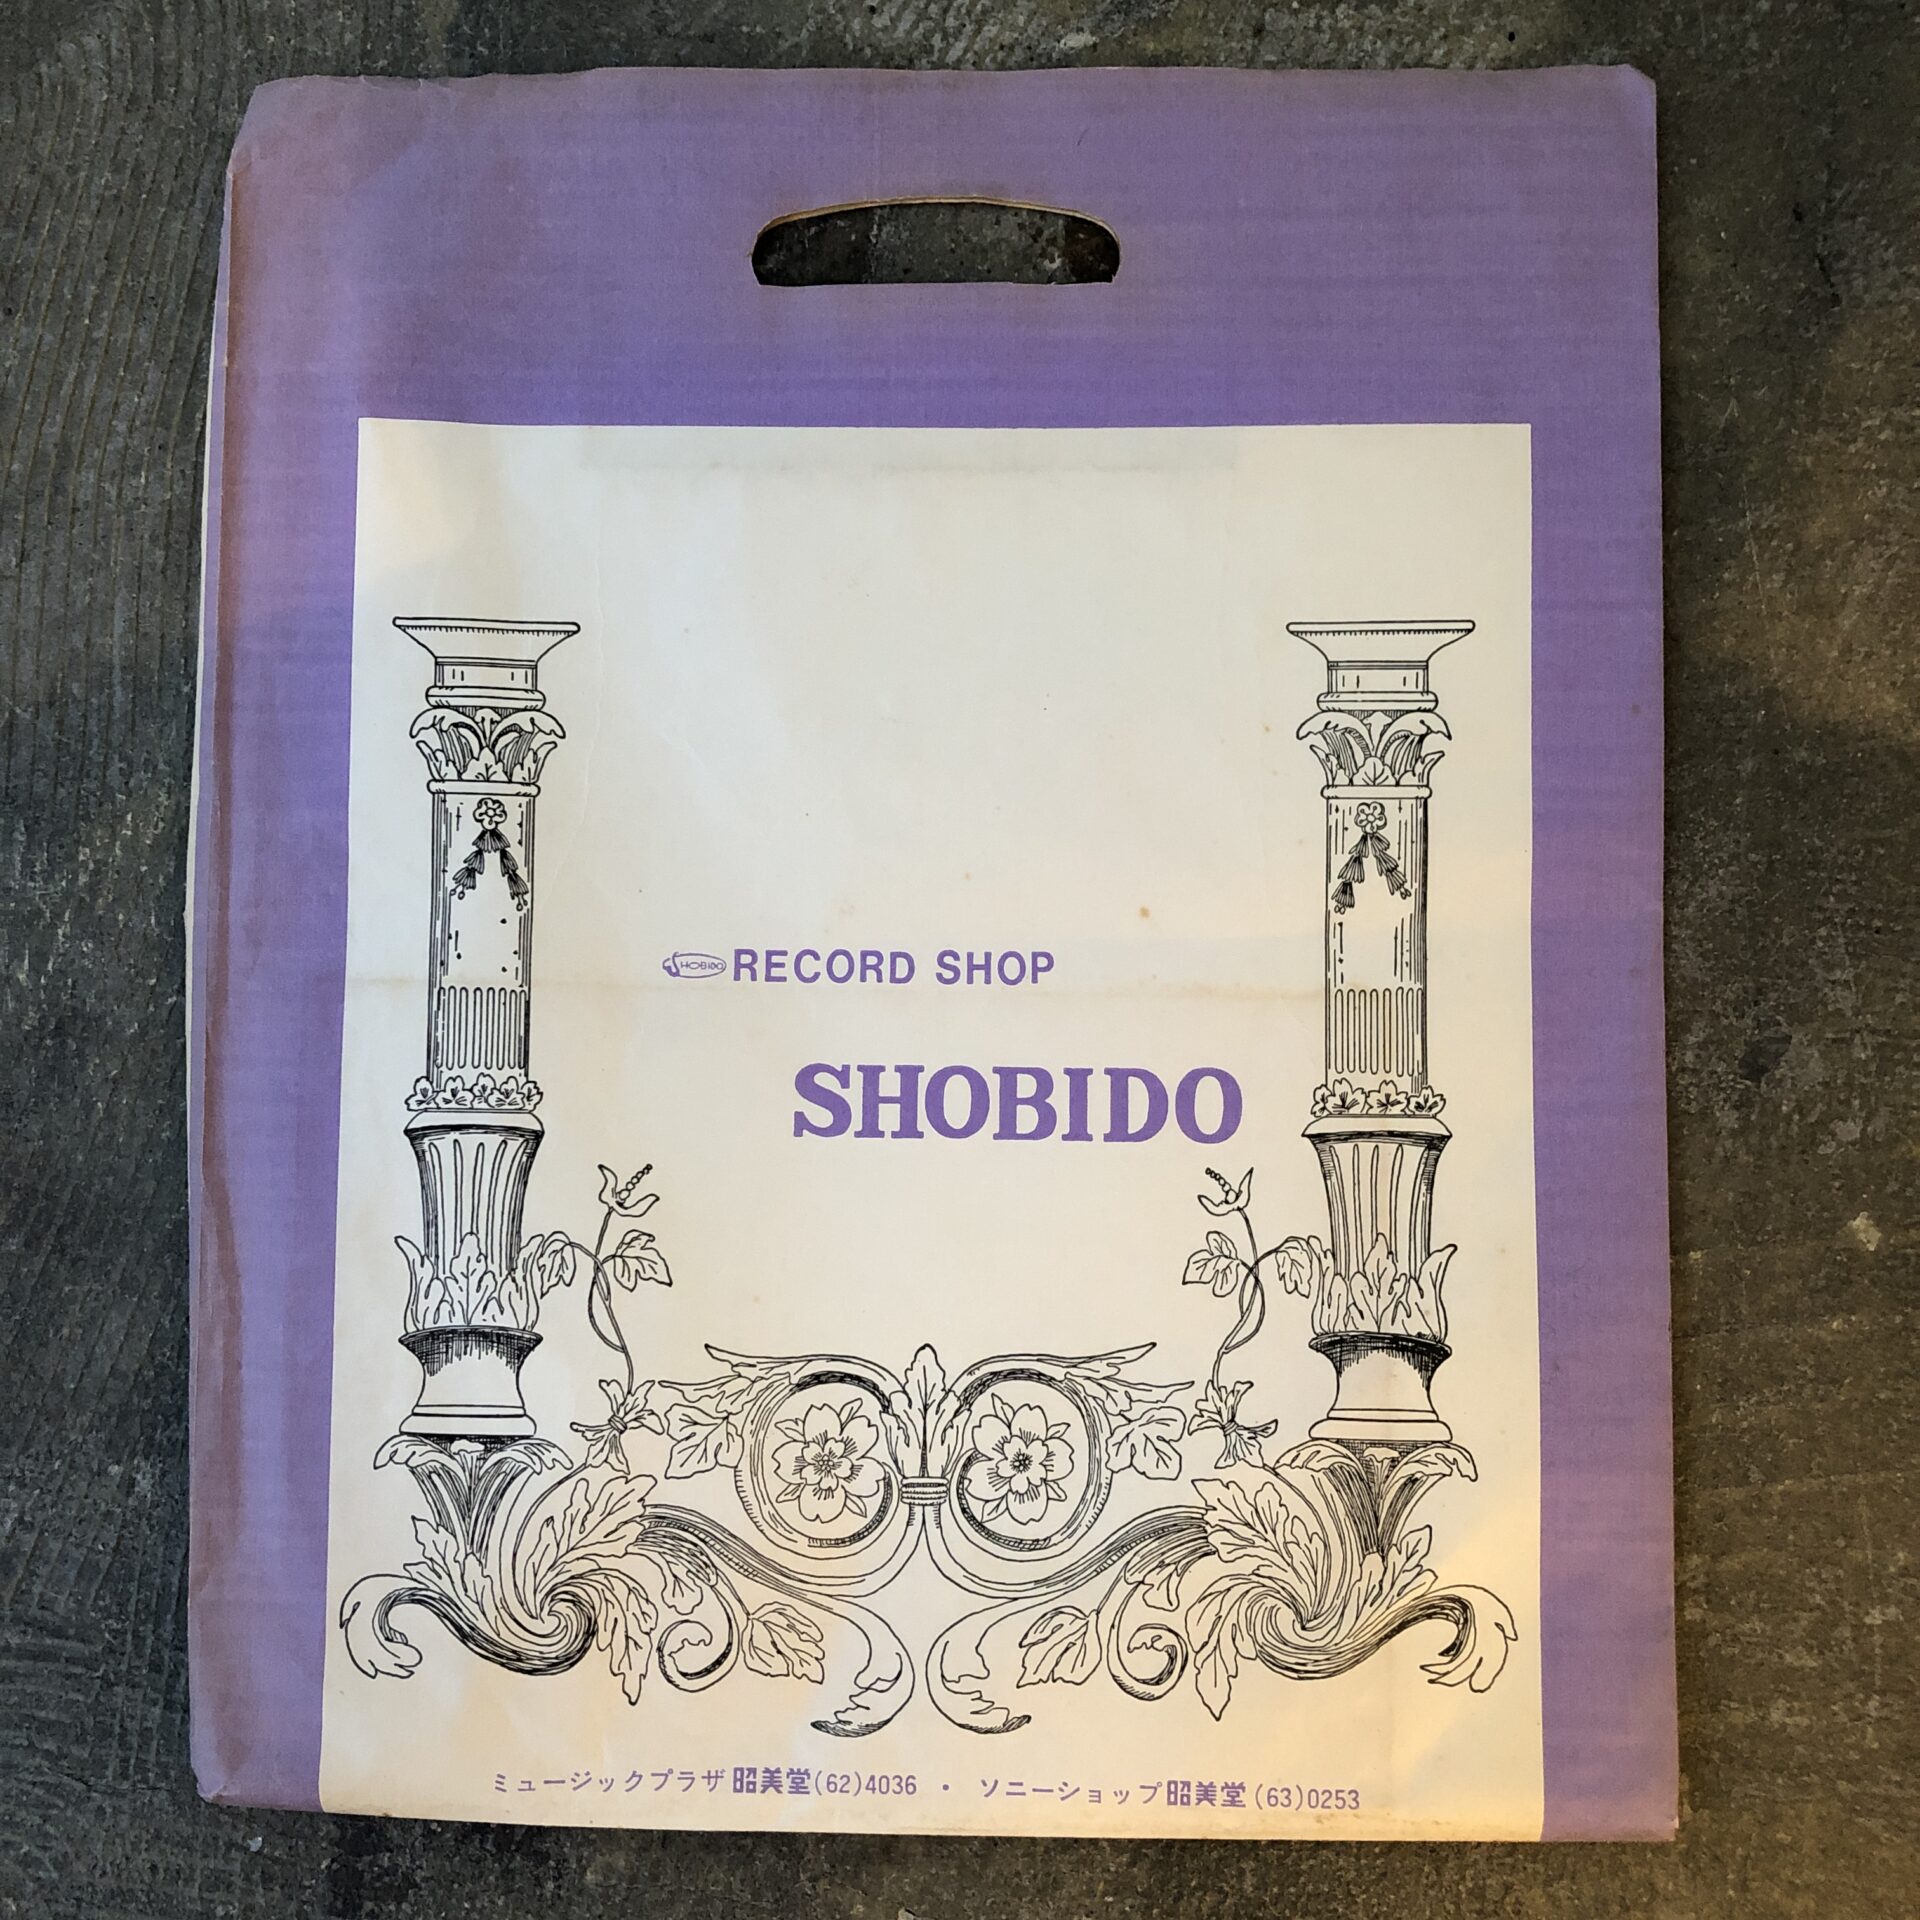 SHOBIDO RECORD SHOP
SHOBIDO
ミュージックプラザ昭美堂(62)4036 ・ ソニーショップ昭美堂(63)0253